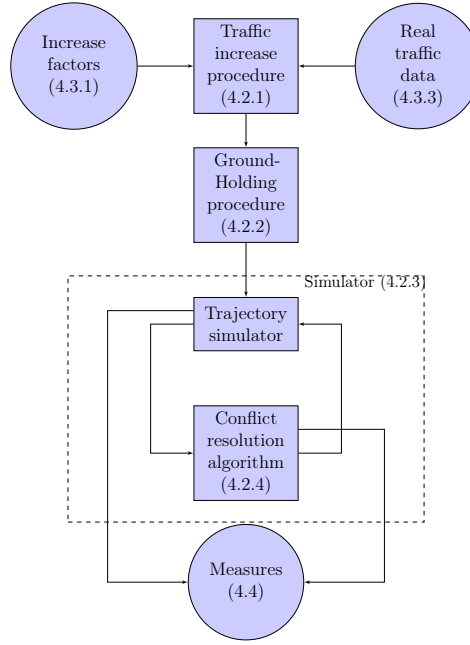 Increase
factors
(4.3.1)
Traffic
increase
procedure
(4.2.1)
Real
traffic
data
(4.3.3)
Ground-
Holding
procedure
(4.2.2)
Simulator (4.2.3)
Trajectory
simulator
Conflict
resolution
algorithm
(4.2.4)
Measures
(4.4)